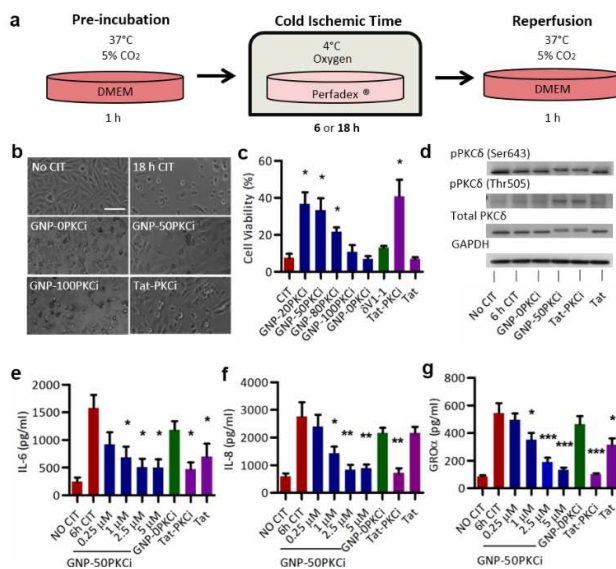 a
Pre-incubation
Cold Ischemic Time
Reperfusion
37°C
5% CO2
DMEM
1 h
4°C
Oxygen
Perfadex ®
6 or 18 h
37°C
5% CO2
DMEM
1 h
b
No CIT
18 h CIT
GNP-0PKCi
GNP-50PKCi
GNP-100PKCi
Tat-PKCi
c
Cell Viability (%)
60
40
20
0
* * * *
CIT
GNP-20PKCi
GNP-50PKCi
GNP-80PKCi
GNP-100PKCi
GNP-0PKCi
δV1-1
Tat-PKCi
Tat
d
pPKCδ (Ser643)
pPKCδ (Thr505)
Total PKCδ
GAPDH
No CIT
6 h CIT
GNP-0PKCi
GNP-50PKCi
Tat-PKCi
Tat
e
IL-6 (pg/ml)
2000
1500
1000
500
0
* * * * *
NO CIT
6h CIT
0.25 µM
1 µM
2.5 µM
5 µM
GNP-0PKCi
Tat-PKCi
Tat
GNP-50PKCi
f
IL-8 (pg/ml)
4000
3000
2000
1000
0
* ** ** **
NO CIT
6h CIT
0.25 µM
1 µM
2.5 µM
5 µM
GNP-0PKCi
Tat-PKCi
Tat
GNP-50PKCi
g
GROα (pg/ml)
800
600
400
200
0
* *** *** *** *
NO CIT
6h CIT
0.25 µM
1 µM
2.5 µM
5 µM
GNP-0PKCi
Tat-PKCi
Tat
GNP-50PKCi